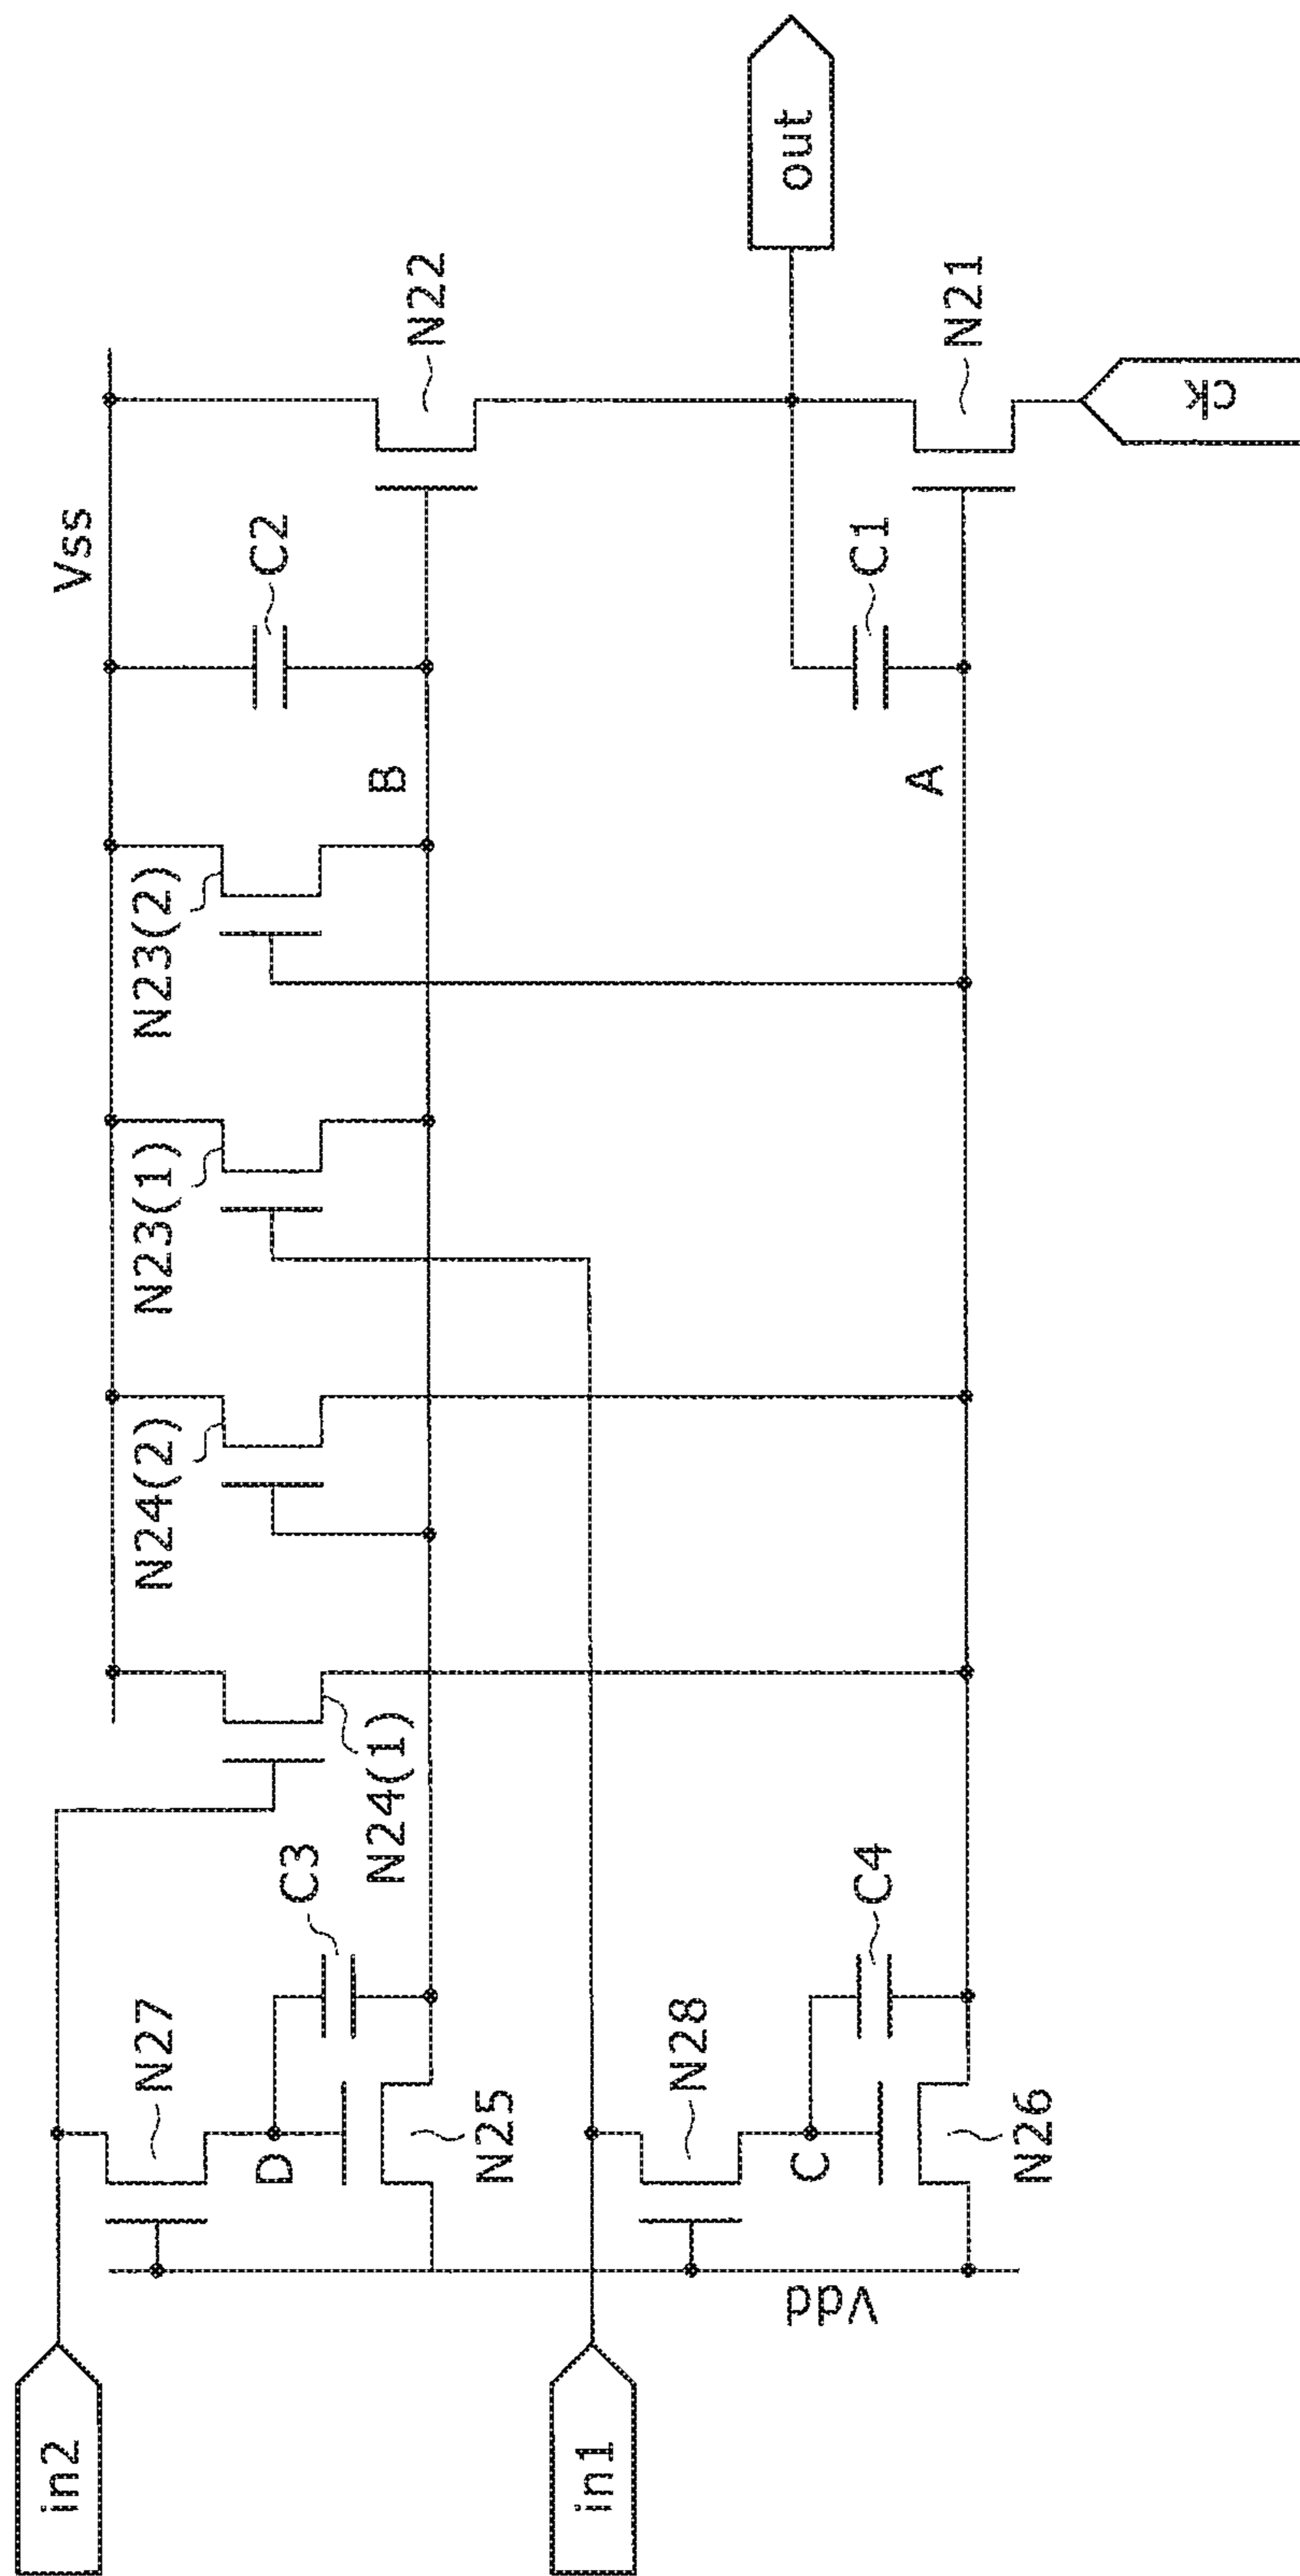 in2
in1
Vdd
N27
D
N25
C3
N28
C
N26
C4
N24(1)
N24(2)
N23(1)
N23(2)
B
A
Vss
C2
C1
N22
N21
out
ck